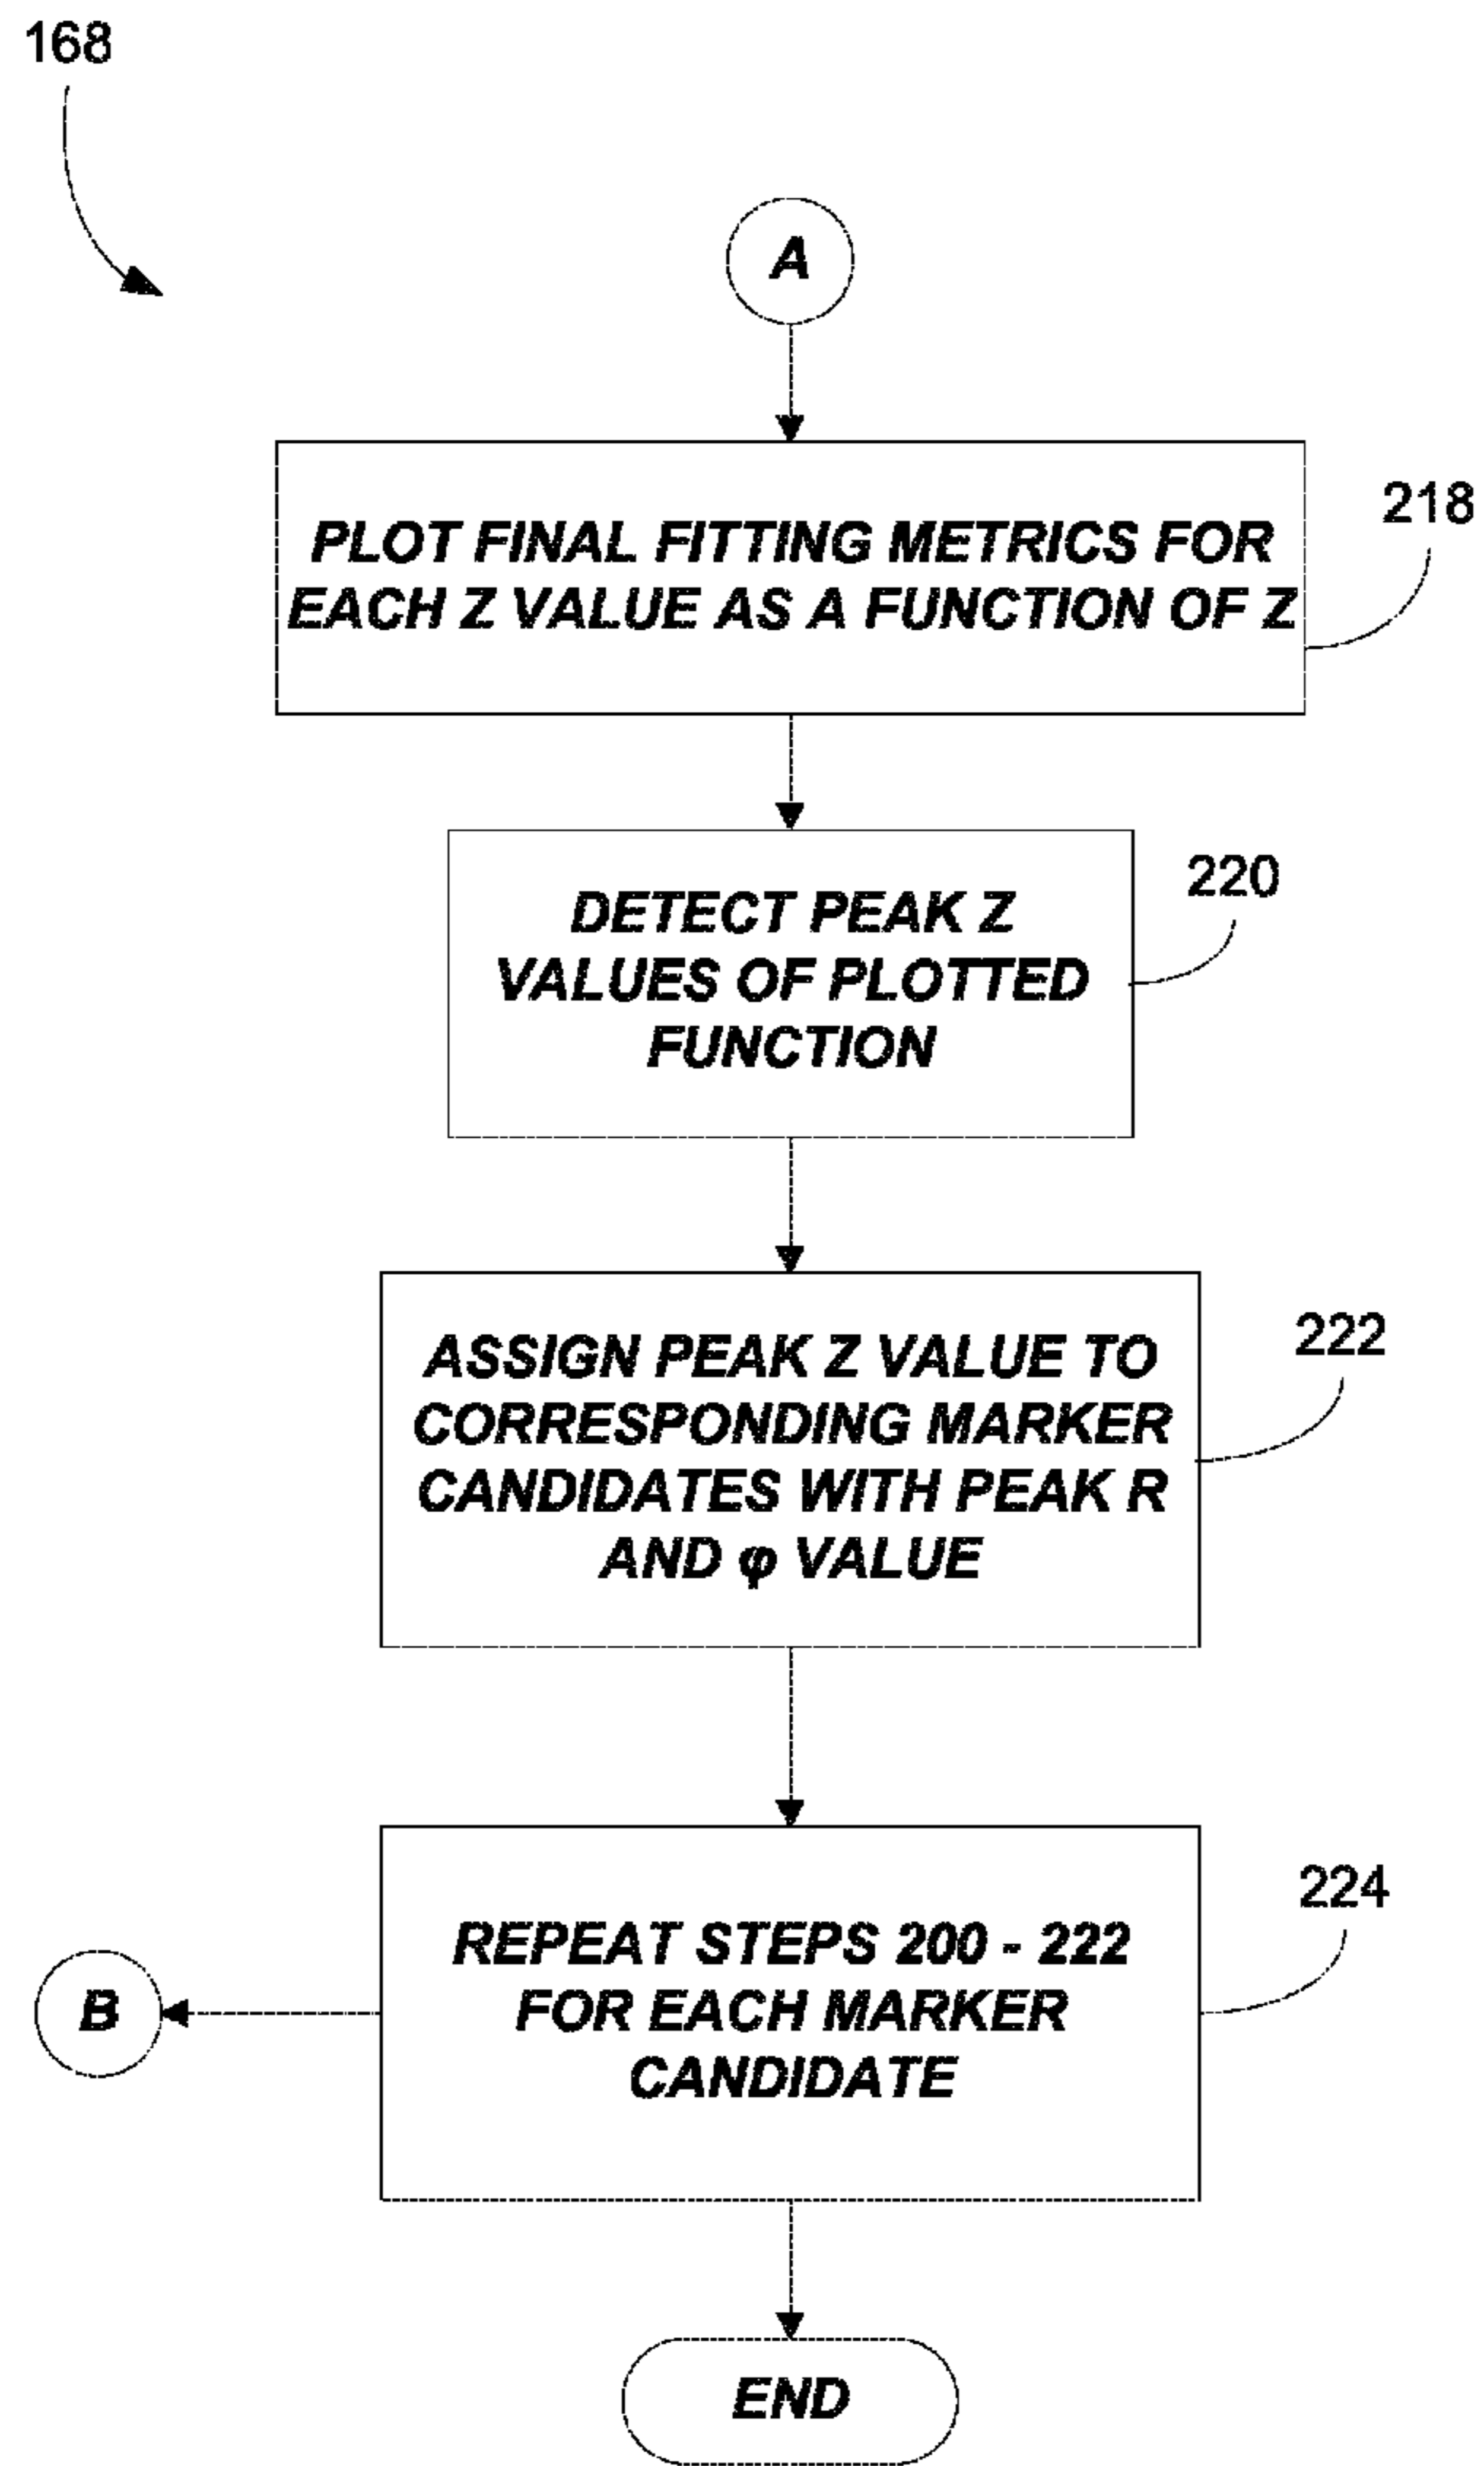 168
A
PLOT FINAL FITTING METRICS FOR
EACH Z VALUE AS A FUNCTION OF Z
218
DETECT PEAK Z
VALUES OF PLOTTED
FUNCTION
220
ASSIGN PEAK Z VALUE TO
CORRESPONDING MARKER
CANDIDATES WITH PEAK R
AND φ VALUE
222
REPEAT STEPS 200 - 222
FOR EACH MARKER
CANDIDATE
224
B
END